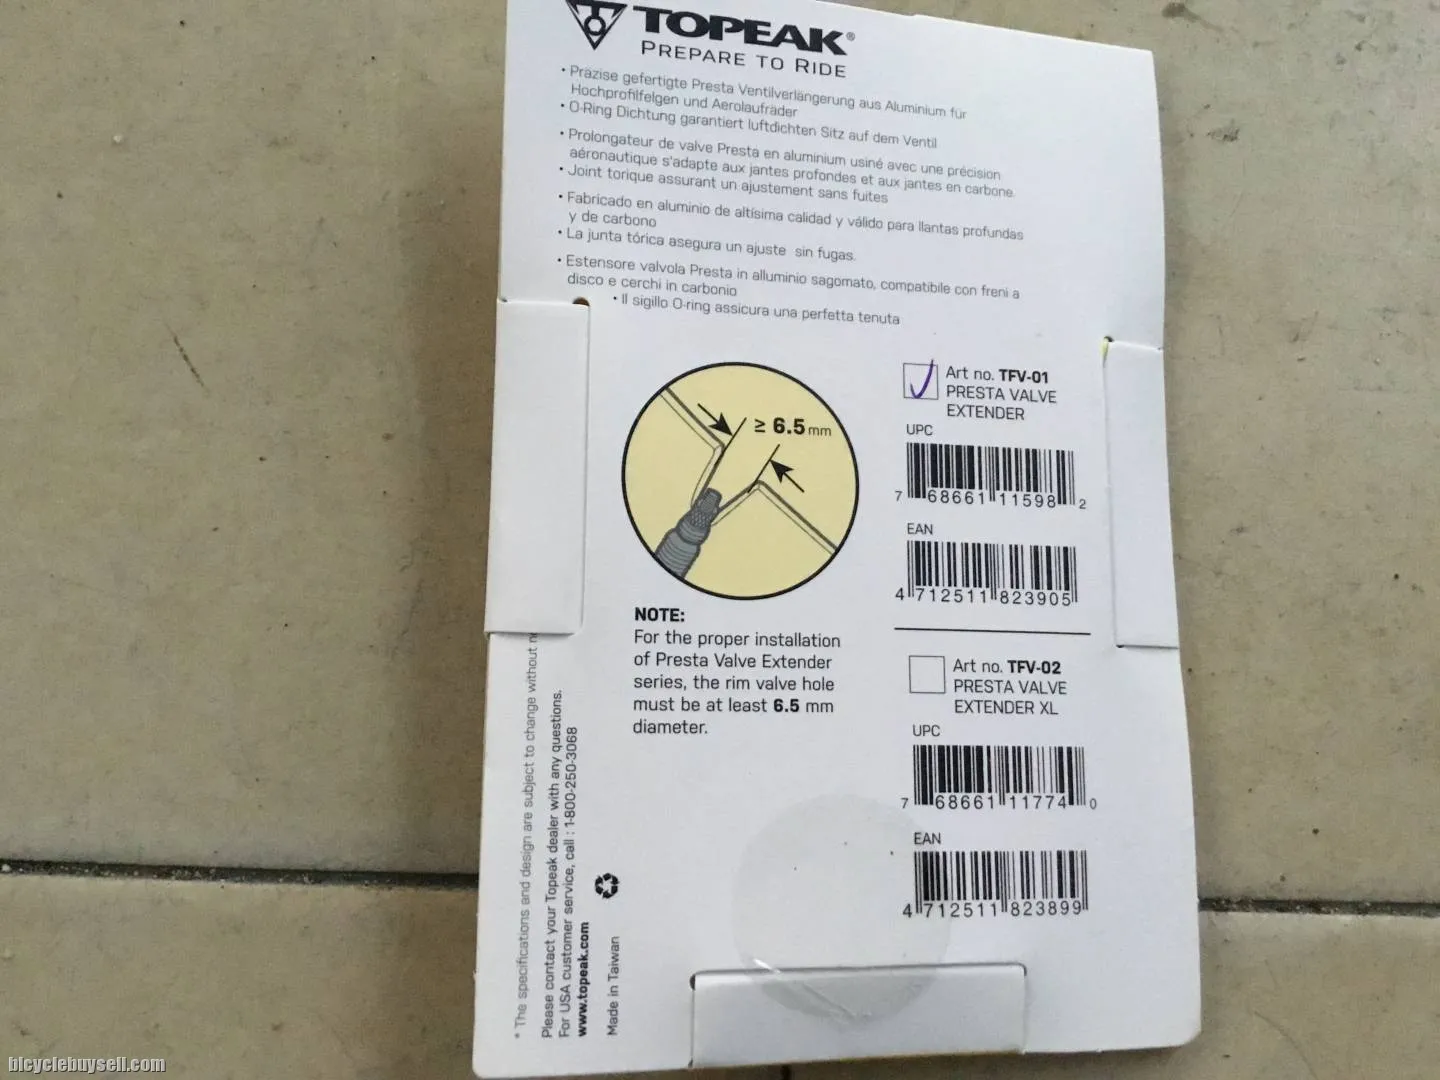 TOPEAK®
PREPARE TO RIDE
• Präzise gefertigte Presta Ventilverlängerung aus Aluminium für
Hochprofilfelgen und Aerolaufräder
• O-Ring Dichtung garantiert luftdichten Sitz auf dem Ventil
• Prolongateur de valve Presta en aluminium usiné avec une précision
aéronautique s'adapte aux jantes profondes et aux jantes en carbone.
• Joint torique assurant un ajustement sans fuites
• Fabricado en aluminio de altísima calidad y válido para llantas profundas
y de carbono
• La junta tórica asegura un ajuste sin fugas.
• Estensore valvola Presta in alluminio sagomato, compatibile con freni a
disco e cerchi in carbonio
• Il sigillo O-ring assicura una perfetta tenuta
≥ 6.5 mm
NOTE:
For the proper installation
of Presta Valve Extender
series, the rim valve hole
must be at least 6.5 mm
diameter.
Art no. TFV-01
PRESTA VALVE
EXTENDER
UPC
7 68661 11598 2
EAN
4 712511 823905
Art no. TFV-02
PRESTA VALVE
EXTENDER XL
UPC
7 68661 11774 0
EAN
4 712511 823899
* The specifications and design are subject to change without
Please contact your Topeak dealer with any questions.
For USA customer service, call : 1-800-250-3068
www.topeak.com
Made in Taiwan
bicyclebuysell.com